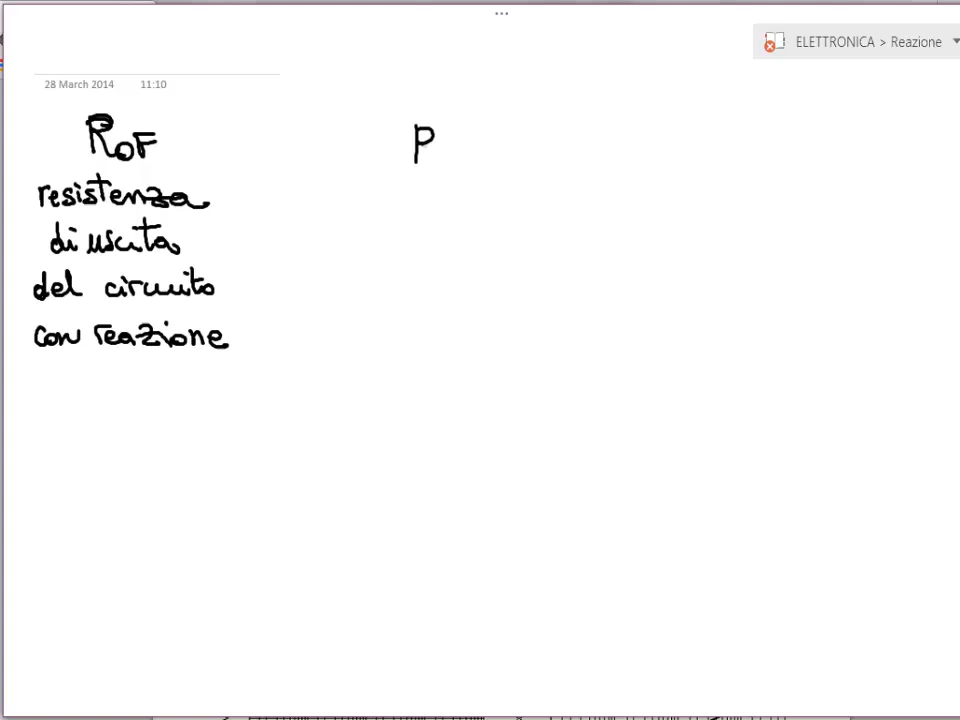 ...
ELETTRONICA > Reazione
28 March 2014 11:10
ROF
resistenza
di uscita
del circuito
con reazione
P